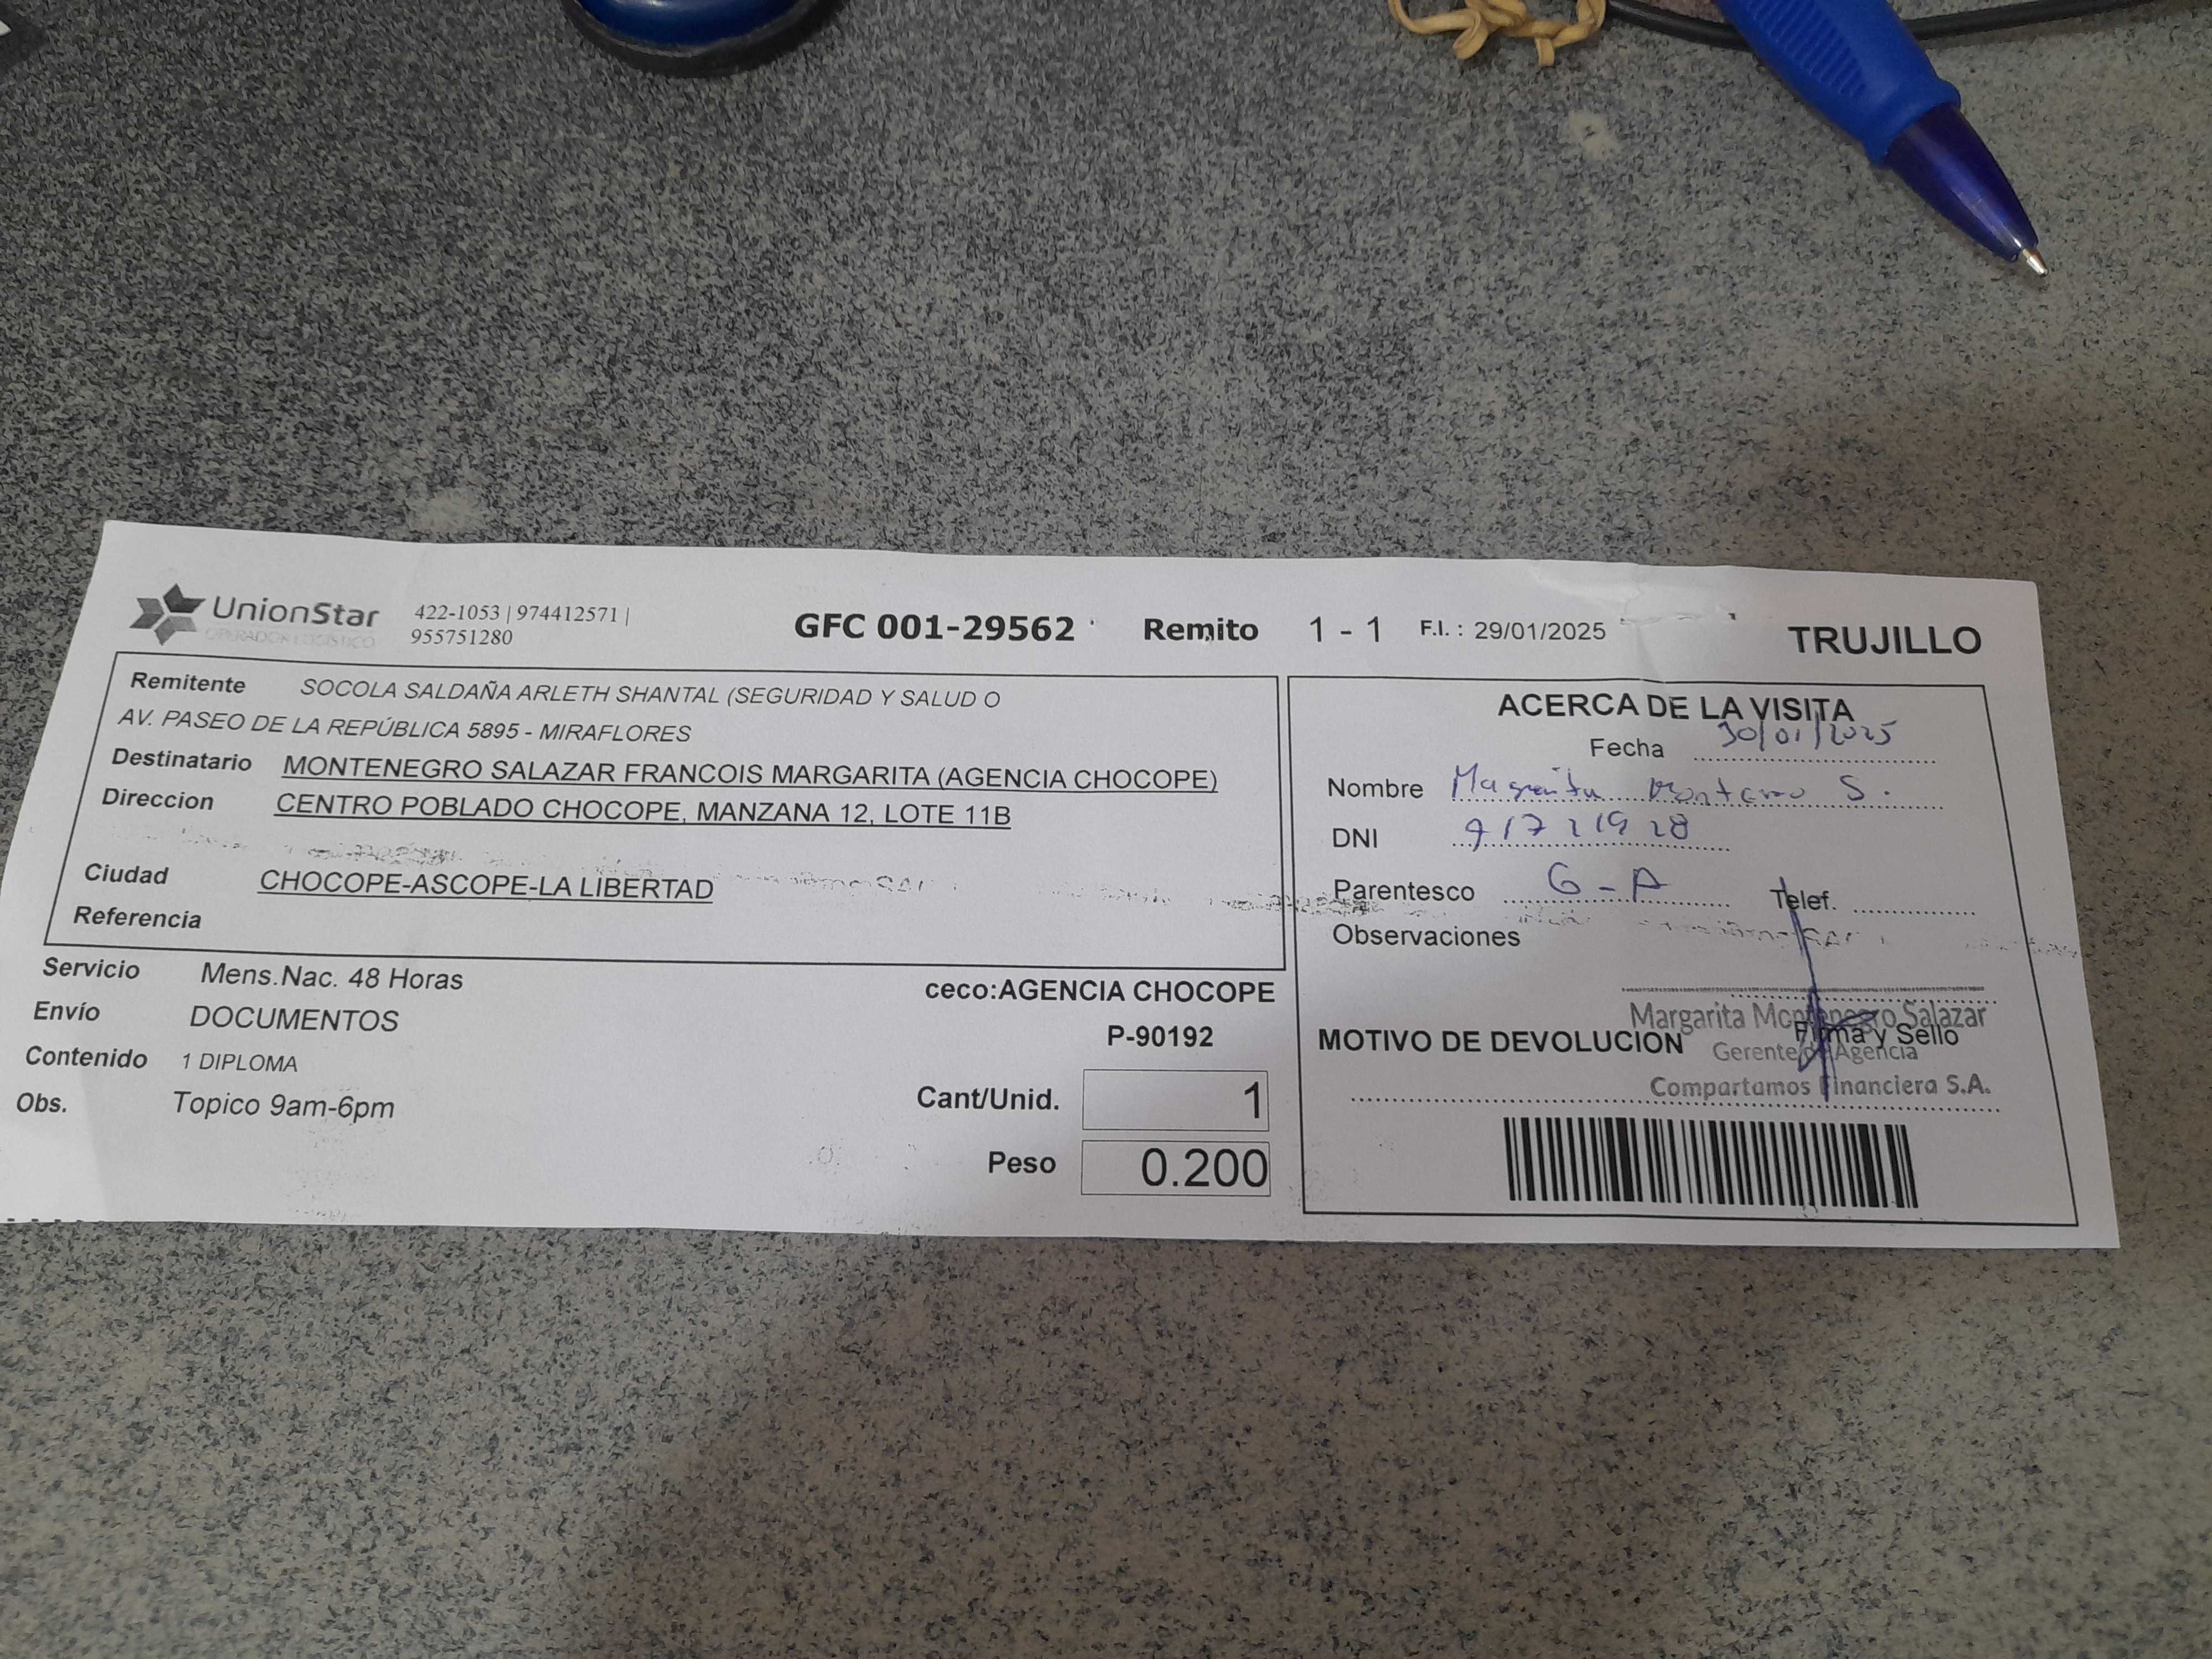 UnionStar
OPERADOR LOGISTICO
422-1053 | 974412571 |
955751280
GFC 001-29562 Remito 1 - 1 F.I. : 29/01/2025 TRUJILLO
Remitente SOCOLA SALDAÑA ARLETH SHANTAL (SEGURIDAD Y SALUD O
AV. PASEO DE LA REPÚBLICA 5895 - MIRAFLORES
Destinatario MONTENEGRO SALAZAR FRANCOIS MARGARITA (AGENCIA CHOCOPE)
Direccion CENTRO POBLADO CHOCOPE, MANZANA 12, LOTE 11B
Ciudad CHOCOPE-ASCOPE-LA LIBERTAD
Referencia
Servicio Mens.Nac. 48 Horas
Envío DOCUMENTOS
Contenido 1 DIPLOMA
Obs. Topico 9am-6pm
ceco:AGENCIA CHOCOPE
P-90192
Cant/Unid. 1
Peso 0.200
ACERCA DE LA VISITA
Fecha 30/01/2025
Nombre S.
DNI
Parentesco G-A Telef.
Observaciones
Margarita Montenegro Salazar
Firma y Sello
MOTIVO DE DEVOLUCION
Gerente de Agencia
Compartamos Financiera S.A.